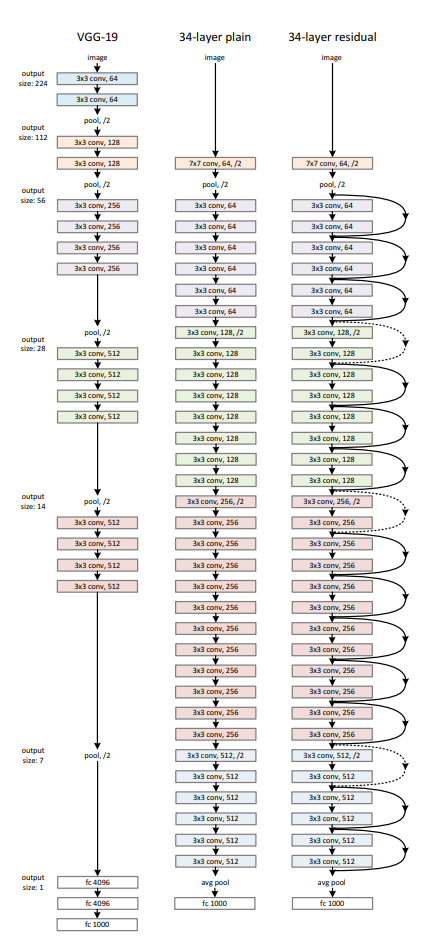 output
size: 224
output
size: 112
output
size: 56
output
size: 28
output
size: 14
output
size: 7
output
size: 1
VGG-19
image
3x3 conv, 64
3x3 conv, 64
pool, /2
3x3 conv, 128
3x3 conv, 128
pool, /2
3x3 conv, 256
3x3 conv, 256
3x3 conv, 256
3x3 conv, 256
pool, /2
3x3 conv, 512
3x3 conv, 512
3x3 conv, 512
3x3 conv, 512
pool, /2
3x3 conv, 512
3x3 conv, 512
3x3 conv, 512
3x3 conv, 512
pool, /2
fc 4096
fc 4096
fc 1000
34-layer plain
image
7x7 conv, 64, /2
pool, /2
3x3 conv, 64
3x3 conv, 64
3x3 conv, 64
3x3 conv, 64
3x3 conv, 64
3x3 conv, 64
3x3 conv, 128, /2
3x3 conv, 128
3x3 conv, 128
3x3 conv, 128
3x3 conv, 128
3x3 conv, 128
3x3 conv, 128
3x3 conv, 128
3x3 conv, 256, /2
3x3 conv, 256
3x3 conv, 256
3x3 conv, 256
3x3 conv, 256
3x3 conv, 256
3x3 conv, 256
3x3 conv, 256
3x3 conv, 256
3x3 conv, 256
3x3 conv, 256
3x3 conv, 256
3x3 conv, 512, /2
3x3 conv, 512
3x3 conv, 512
3x3 conv, 512
3x3 conv, 512
3x3 conv, 512
avg pool
fc 1000
34-layer residual
image
7x7 conv, 64, /2
pool, /2
3x3 conv, 64
3x3 conv, 64
3x3 conv, 64
3x3 conv, 64
3x3 conv, 64
3x3 conv, 64
3x3 conv, 128, /2
3x3 conv, 128
3x3 conv, 128
3x3 conv, 128
3x3 conv, 128
3x3 conv, 128
3x3 conv, 128
3x3 conv, 128
3x3 conv, 256, /2
3x3 conv, 256
3x3 conv, 256
3x3 conv, 256
3x3 conv, 256
3x3 conv, 256
3x3 conv, 256
3x3 conv, 256
3x3 conv, 256
3x3 conv, 256
3x3 conv, 256
3x3 conv, 256
3x3 conv, 512, /2
3x3 conv, 512
3x3 conv, 512
3x3 conv, 512
3x3 conv, 512
3x3 conv, 512
avg pool
fc 1000